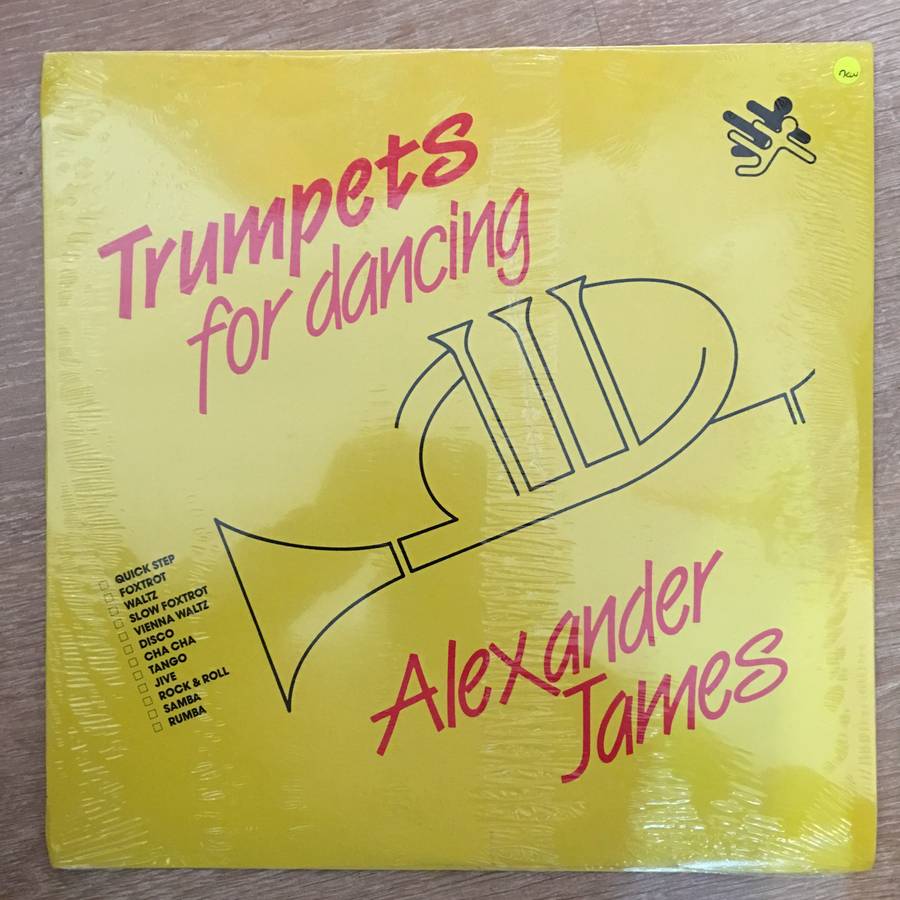 new
Trumpets
for dancing
QUICK STEP
FOXTROT
WALTZ
SLOW FOXTROT
VIENNA WALTZ
DISCO
CHA CHA
TANGO
JIVE
ROCK & ROLL
SAMBA
RUMBA
Alexander
James